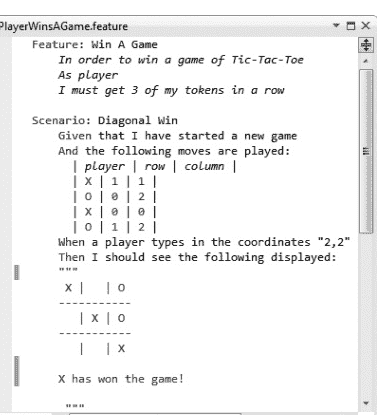 PlayerWinsAGame.feature
Feature: Win A Game
In order to win a game of Tic-Tac-Toe
As player
I must get 3 of my tokens in a row
Scenario: Diagonal Win
Given that I have started a new game
And the following moves are played:
| player | row | column |
| X | 1 | 1 |
| O | 0 | 2 |
| X | 0 | 0 |
| O | 1 | 2 |
When a player types in the coordinates "2,2"
Then I should see the following displayed:
"""
X |   | O
-----------
  | X | O
-----------
  |   | X
X has won the game!
"""